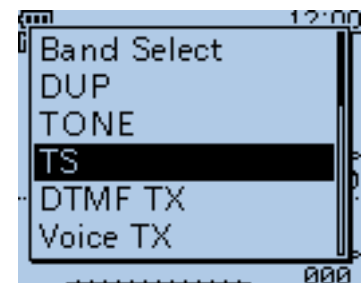 12:00
Band Select
DUP
TONE
TS
DTMF TX
Voice TX
000